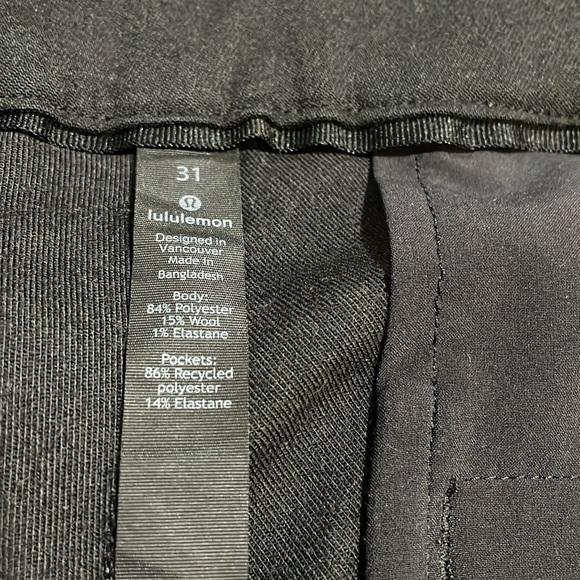 31
lululemon
Designed in
Vancouver
Made in
Bangladesh
Body:
84% Polyester
15% Wool
1% Elastane
Pockets:
86% Recycled
polyester
14% Elastane